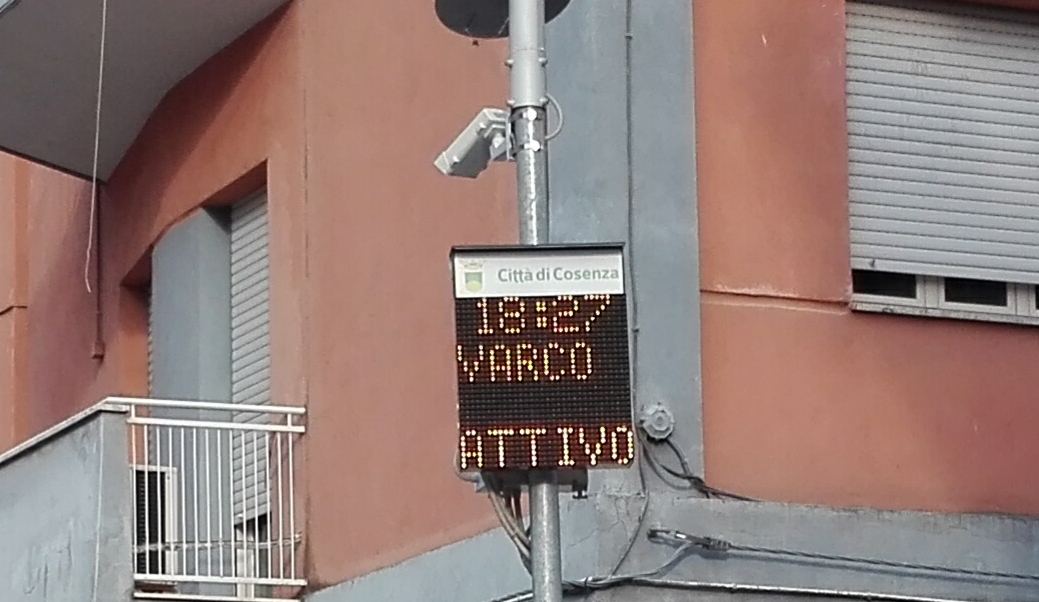 Città di Cosenza
18:27
VARCO
ATTIVO